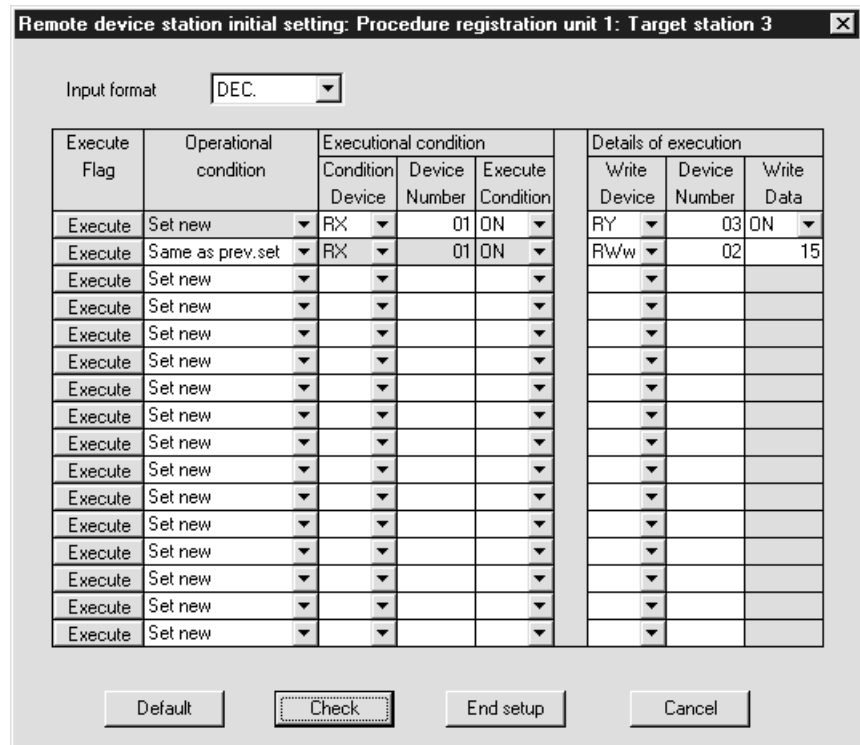 Remote device station initial setting: Procedure registration unit 1: Target station 3
Input format DEC.
Execute Operational Executional condition Details of execution
Flag condition Condition Device Execute Write Device Write
Device Number Condition Device Number Data
Execute Set new RX 01 ON RY 03 ON
Execute Same as prev.set RX 01 ON RWw 02 15
Execute Set new
Execute Set new
Execute Set new
Execute Set new
Execute Set new
Execute Set new
Execute Set new
Execute Set new
Execute Set new
Execute Set new
Execute Set new
Execute Set new
Execute Set new
Execute Set new
Default Check End setup Cancel